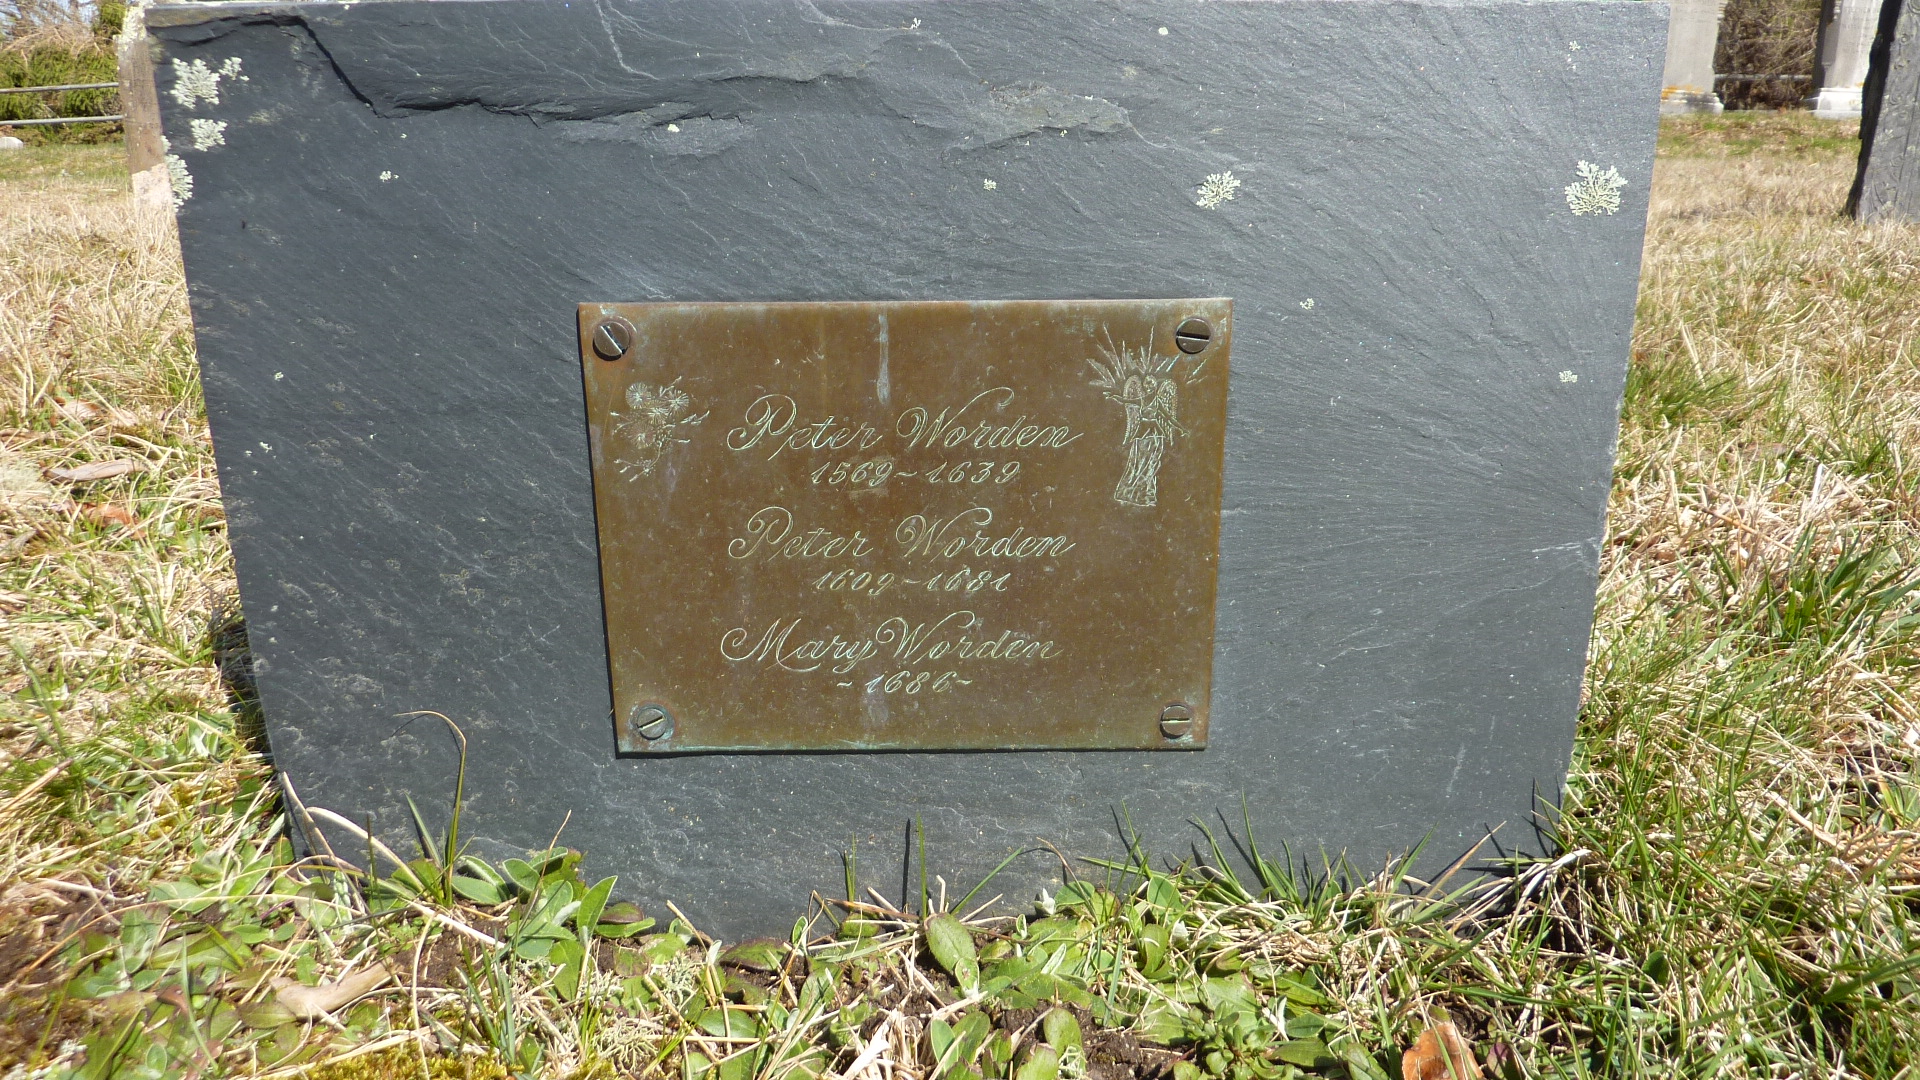 Peter Worden
1569~1639
Peter Worden
1609~1681
Mary Worden
~1686~